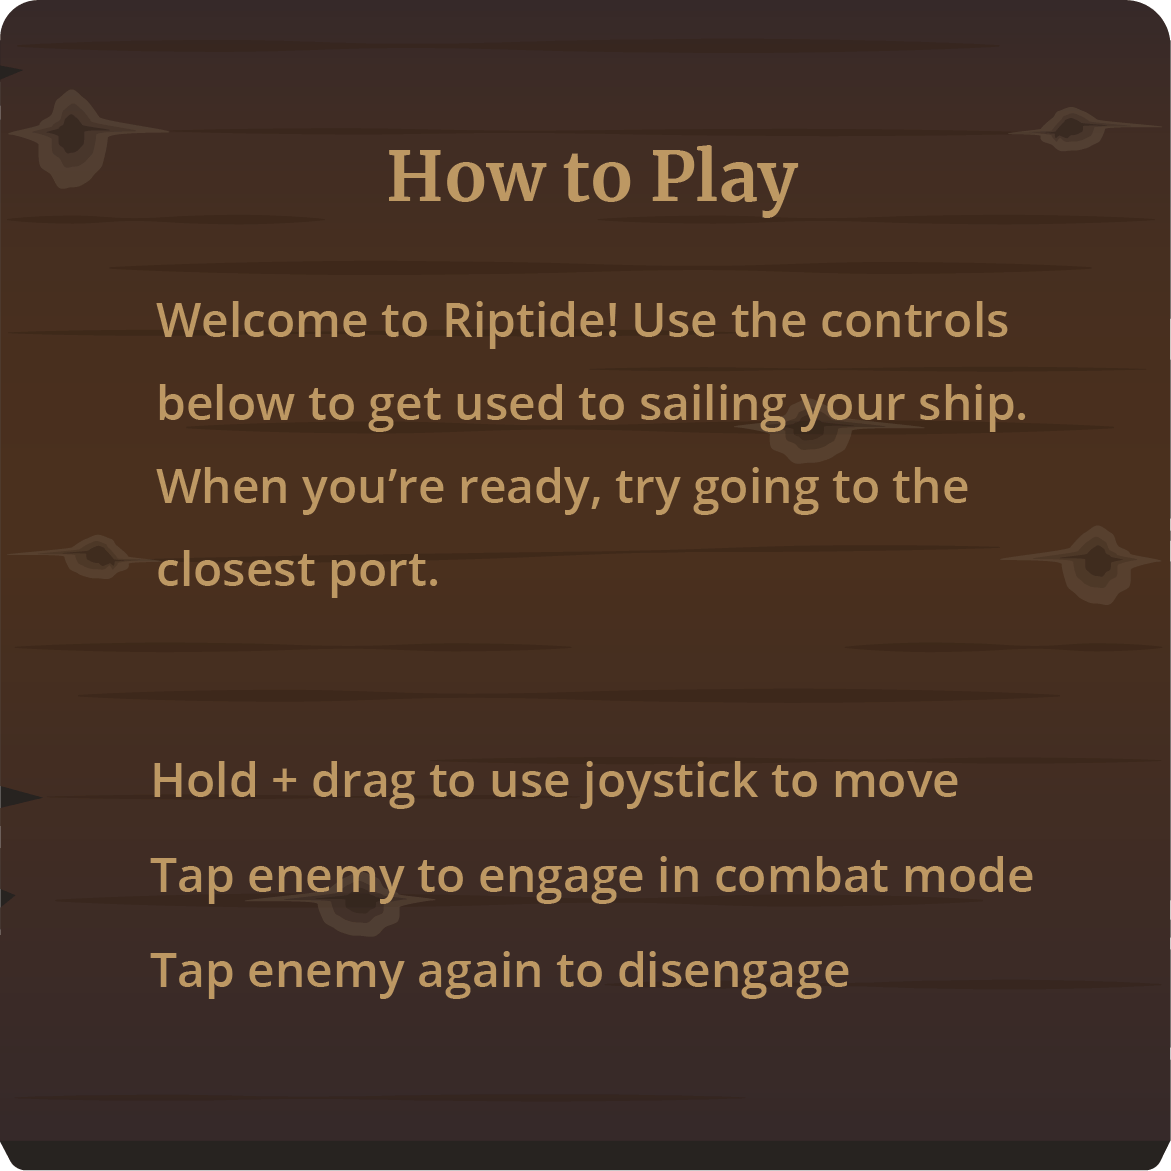 How to Play
Welcome to Riptide! Use the controls
below to get used to sailing your ship.
When you’re ready, try going to the
closest port.
Hold + drag to use joystick to move
Tap enemy to engage in combat mode
Tap enemy again to disengage